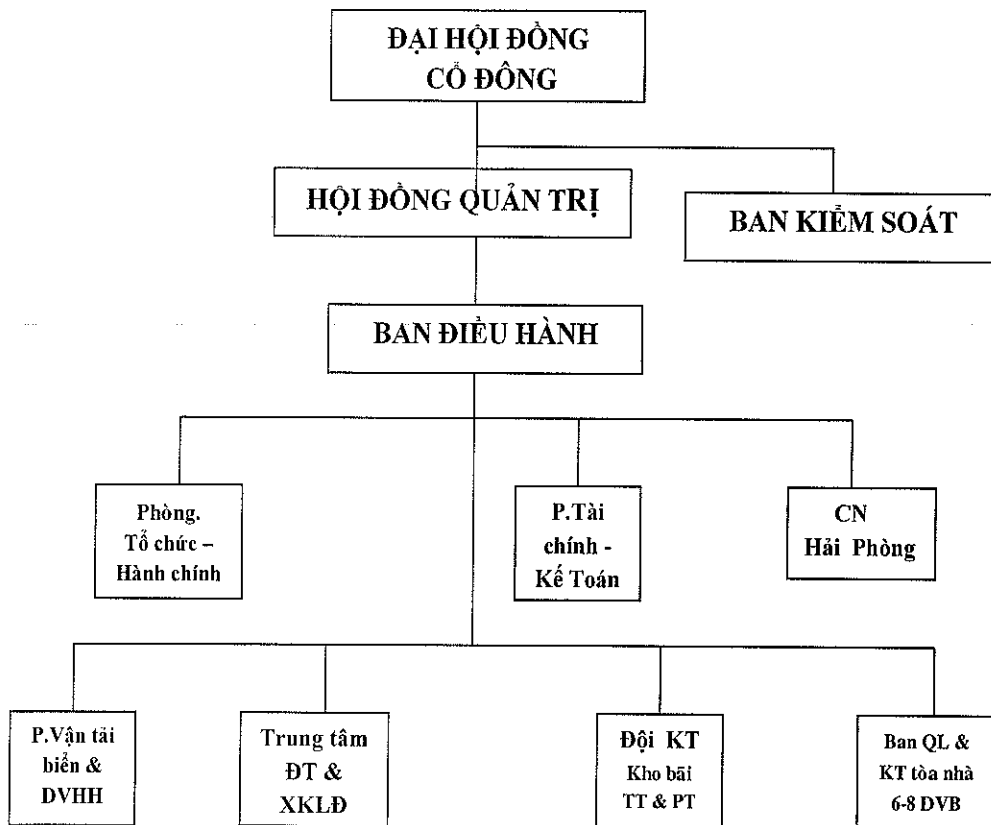 ĐẠI HỘI ĐỒNG
CỔ ĐÔNG
HỘI ĐỒNG QUẢN TRỊ
BAN KIỂM SOÁT
BAN ĐIỀU HÀNH
Phòng.
Tổ chức –
Hành chính
P.Tài
chính -
Kế Toán
CN
Hải Phòng
P.Vận tải
biển &
DVHH
Trung tâm
ĐT &
XKLĐ
Đội KT
Kho bãi
TT & PT
Ban QL &
KT tòa nhà
6-8 DVB